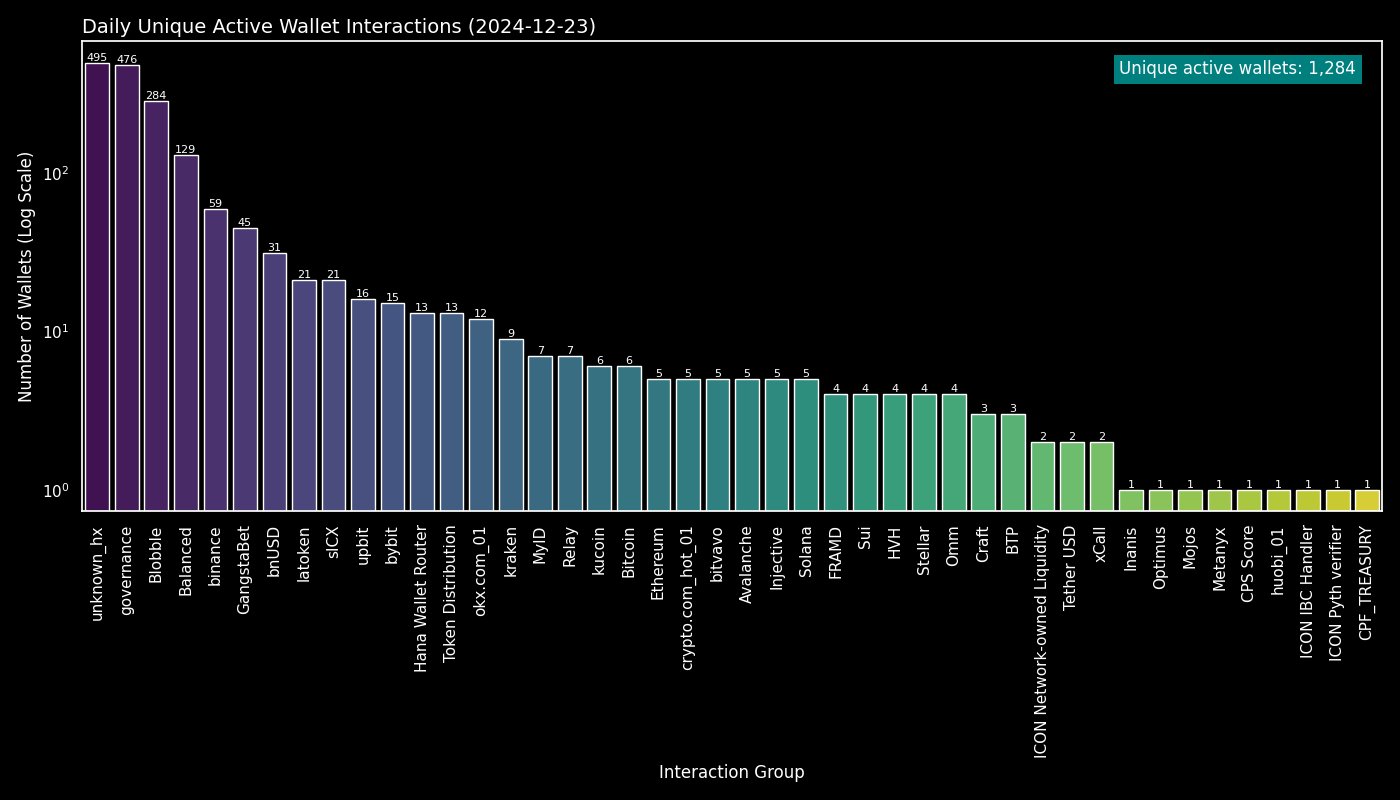 Daily Unique Active Wallet Interactions (2024-12-23)
Unique active wallets: 1,284
Number of Wallets (Log Scale)
10²
10¹
10⁰
495
476
284
129
59
45
31
21
21
16
15
13
13
12
9
7
7
6
6
5
5
5
5
5
5
4
4
4
4
4
3
3
2
2
2
1
1
1
1
1
1
1
1
1
unknown_hx
governance
Blobble
Balanced
binance
GangstaBet
bnUSD
latoken
sICX
upbit
bybit
Hana Wallet Router
Token Distribution
okx.com_01
kraken
MyID
Relay
kucoin
Bitcoin
Ethereum
crypto.com_hot_01
bitvavo
Avalanche
Injective
Solana
FRAMD
Sui
HVH
Stellar
Omm
Craft
BTP
ICON Network-owned Liquidity
Tether USD
xCall
Inanis
Optimus
Mojos
Metanyx
CPS Score
huobi_01
ICON IBC Handler
ICON Pyth verifier
CPF_TREASURY
Interaction Group